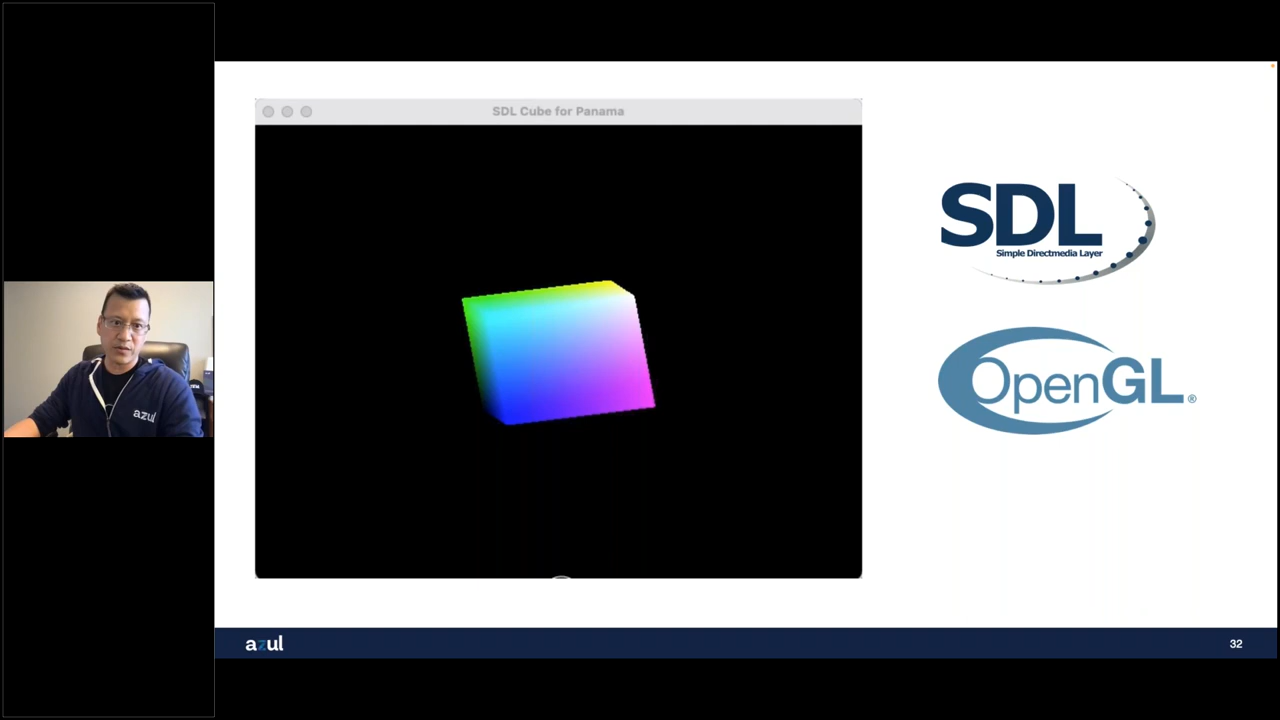 SDL Cube for Panama
SDL
Simple Directmedia Layer
OpenGL®
azul
azul
32